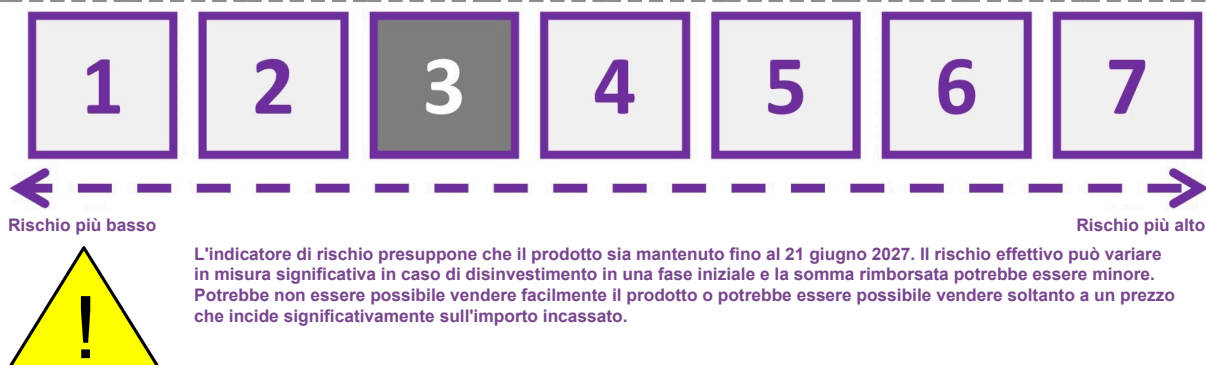 1 2 3 4 5 6 7
Rischio più basso Rischio più alto
L'indicatore di rischio presuppone che il prodotto sia mantenuto fino al 21 giugno 2027. Il rischio effettivo può variare
in misura significativa in caso di disinvestimento in una fase iniziale e la somma rimborsata potrebbe essere minore.
Potrebbe non essere possibile vendere facilmente il prodotto o potrebbe essere possibile vendere soltanto a un prezzo
che incide significativamente sull'importo incassato.
!